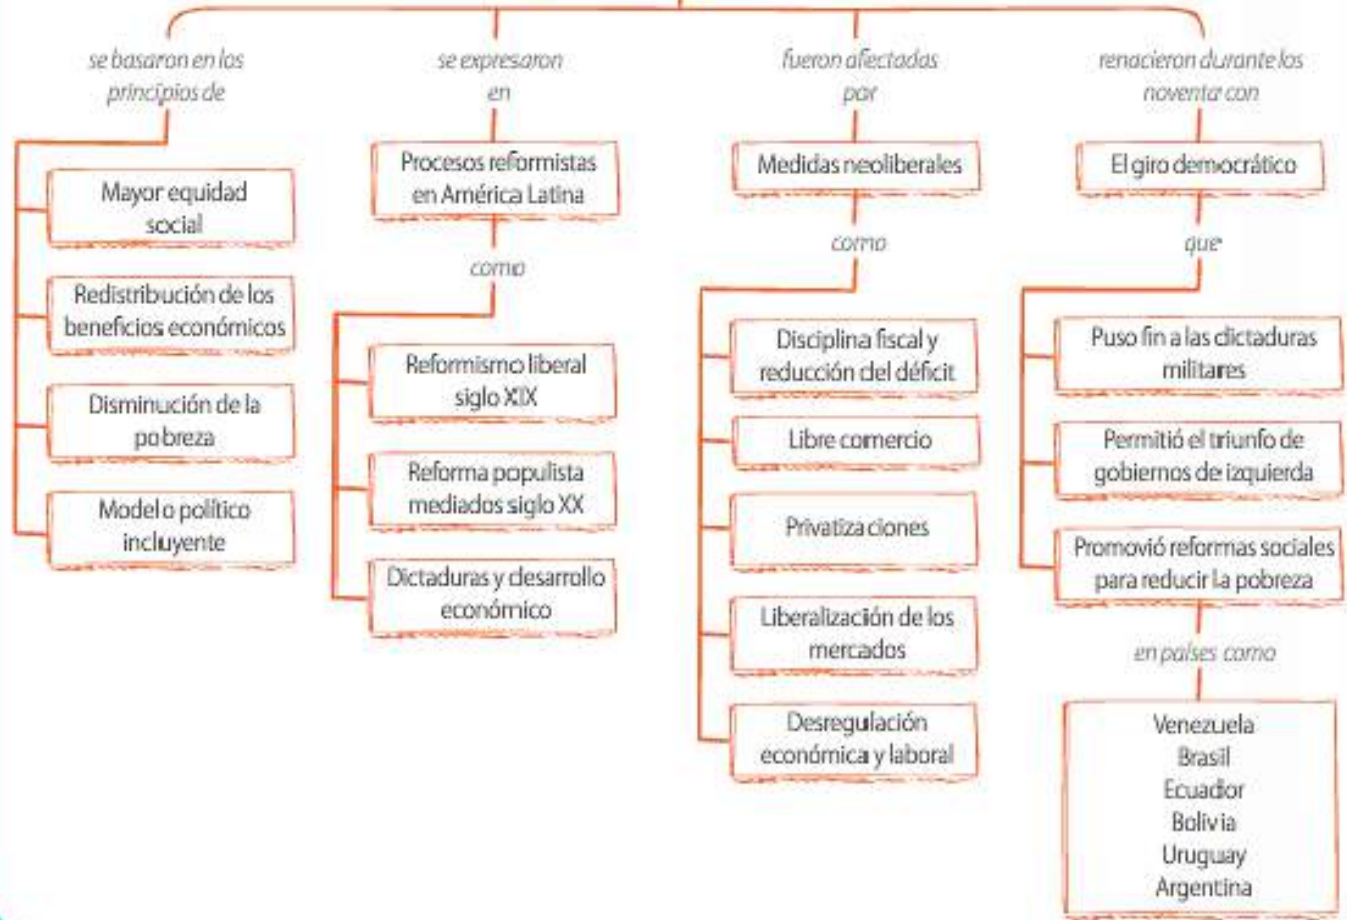 se basaron en los
principios de
Mayor equidad
social
Redistribución de los
beneficios económicos
Disminución de la
pobreza
Modelo político
incluyente
se expresaron
en
Procesos reformistas
en América Latina
como
Reformismo liberal
siglo XIX
Reforma populista
mediados siglo XX
Dictaduras y desarrollo
económico
fueron afectadas
por
Medidas neoliberales
como
Disciplina fiscal y
reducción del déficit
Libre comercio
Privatizaciones
Liberalización de los
mercados
Desregulación
económica y laboral
renacieron durante los
noventa con
El giro democrático
que
Puso fin a las dictaduras
militares
Permitió el triunfo de
gobiernos de izquierda
Promovió reformas sociales
para reducir la pobreza
en países como
Venezuela
Brasil
Ecuador
Bolivia
Uruguay
Argentina